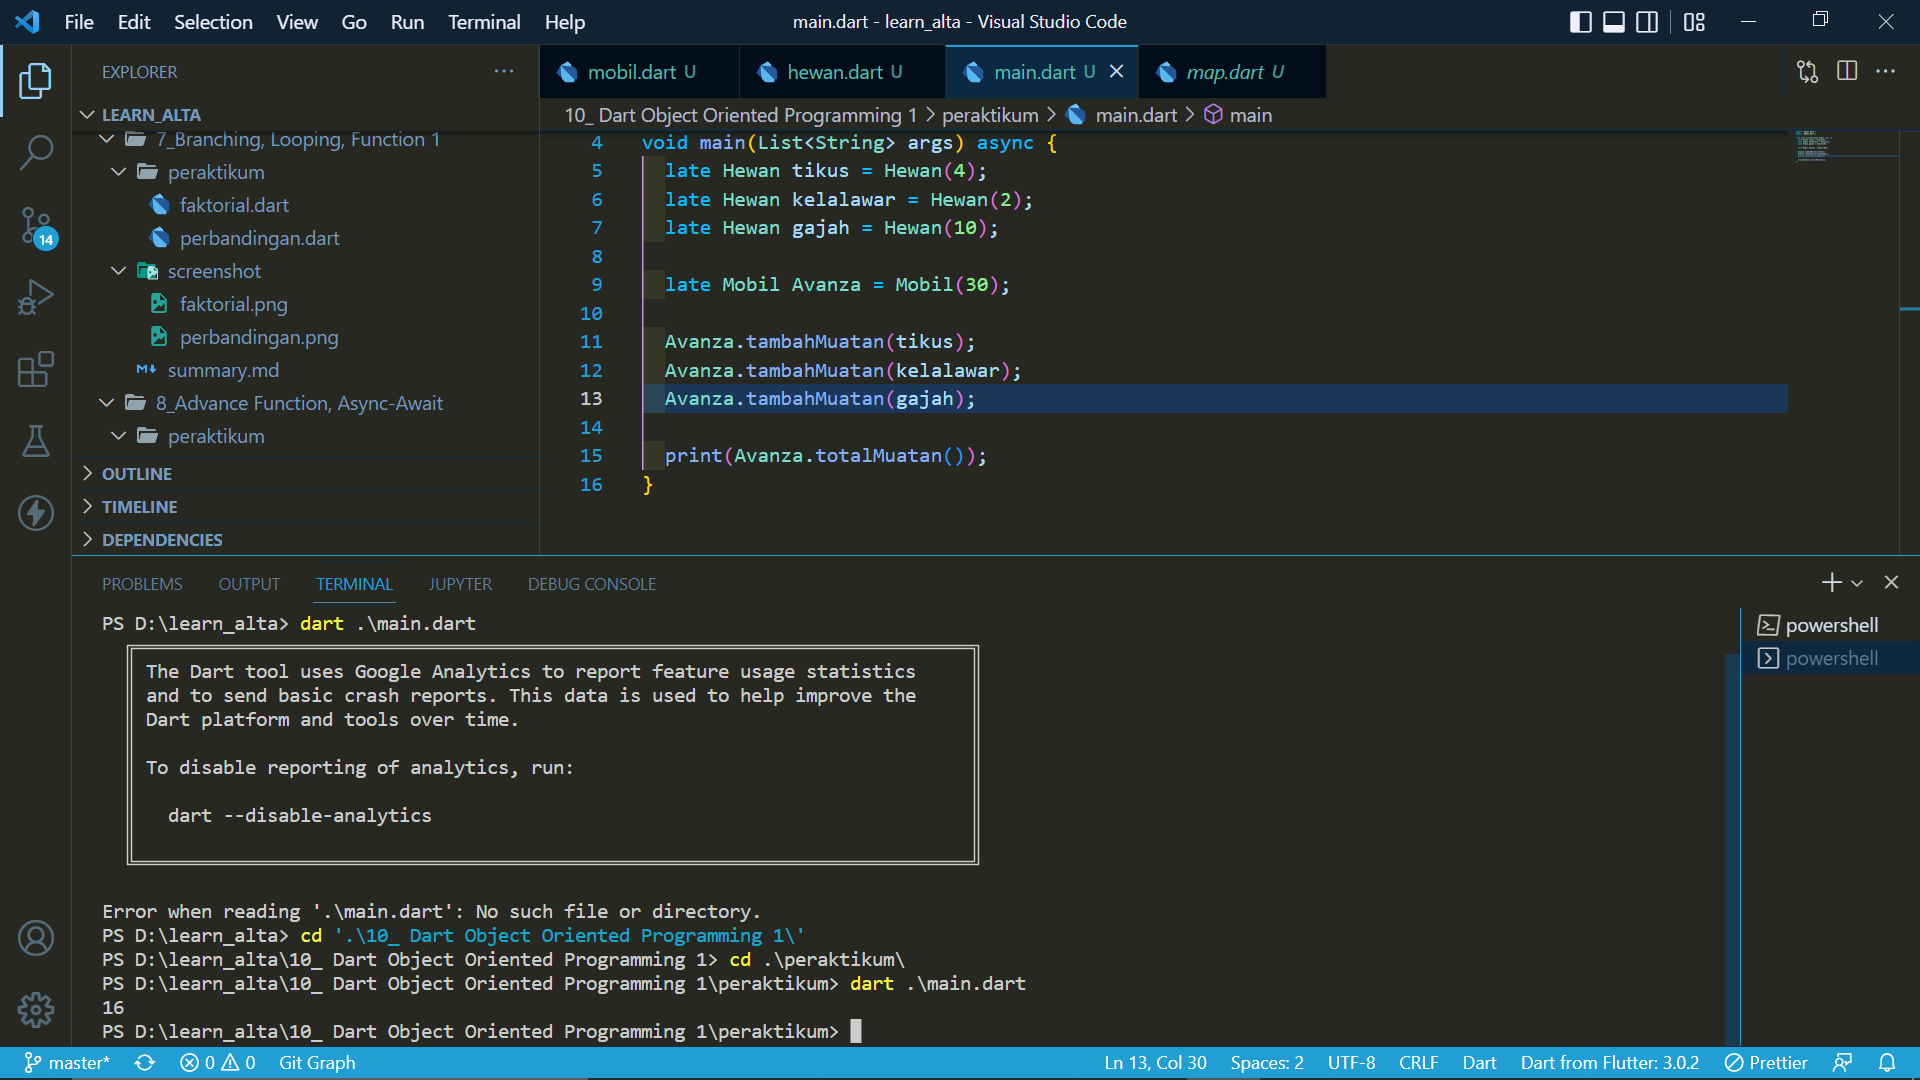 File Edit Selection View Go Run Terminal Help
main.dart - learn_alta - Visual Studio Code
EXPLORER
LEARN_ALTA
7_Branching, Looping, Function 1
peraktikum
faktorial.dart
perbandingan.dart
screenshot
faktorial.png
perbandingan.png
summary.md
8_Advance Function, Async-Await
peraktikum
OUTLINE
TIMELINE
DEPENDENCIES
14
mobil.dart U hewan.dart U main.dart U map.dart U
10_ Dart Object Oriented Programming 1 > peraktikum > main.dart > main
4 void main(List<String> args) async {
5 late Hewan tikus = Hewan(4);
6 late Hewan kelalawar = Hewan(2);
7 late Hewan gajah = Hewan(10);
8
9 late Mobil Avanza = Mobil(30);
10
11 Avanza.tambahMuatan(tikus);
12 Avanza.tambahMuatan(kelalawar);
13 Avanza.tambahMuatan(gajah);
14
15 print(Avanza.totalMuatan());
16 }
PROBLEMS OUTPUT TERMINAL JUPYTER DEBUG CONSOLE
PS D:\learn_alta> dart .\main.dart
The Dart tool uses Google Analytics to report feature usage statistics
and to send basic crash reports. This data is used to help improve the
Dart platform and tools over time.
To disable reporting of analytics, run:
dart --disable-analytics
Error when reading '.\main.dart': No such file or directory.
PS D:\learn_alta> cd '.\10_ Dart Object Oriented Programming 1\'
PS D:\learn_alta\10_ Dart Object Oriented Programming 1> cd .\peraktikum\
PS D:\learn_alta\10_ Dart Object Oriented Programming 1\peraktikum> dart .\main.dart
16
PS D:\learn_alta\10_ Dart Object Oriented Programming 1\peraktikum>
powershell
powershell
master* 0 0 Git Graph
Ln 13, Col 30 Spaces: 2 UTF-8 CRLF Dart Dart from Flutter: 3.0.2 Prettier